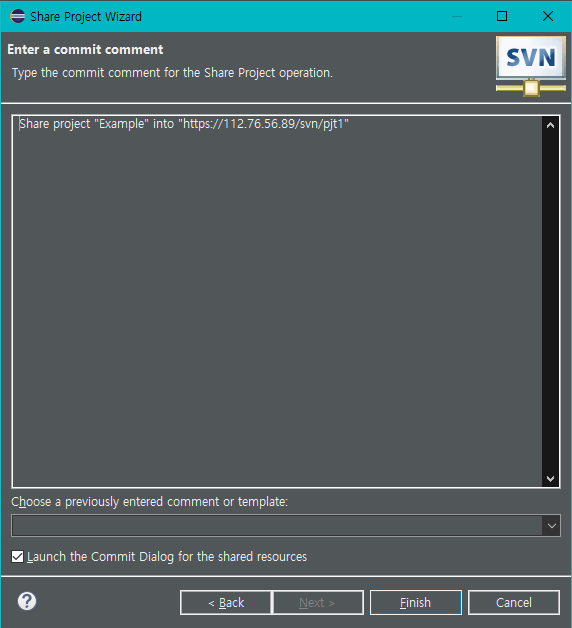 Share Project Wizard
Enter a commit comment
Type the commit comment for the Share Project operation.
SVN
Share project "Example" into "https://112.76.56.89/svn/pjt1"
Choose a previously entered comment or template:
Launch the Commit Dialog for the shared resources
?
< Back
Next >
Finish
Cancel